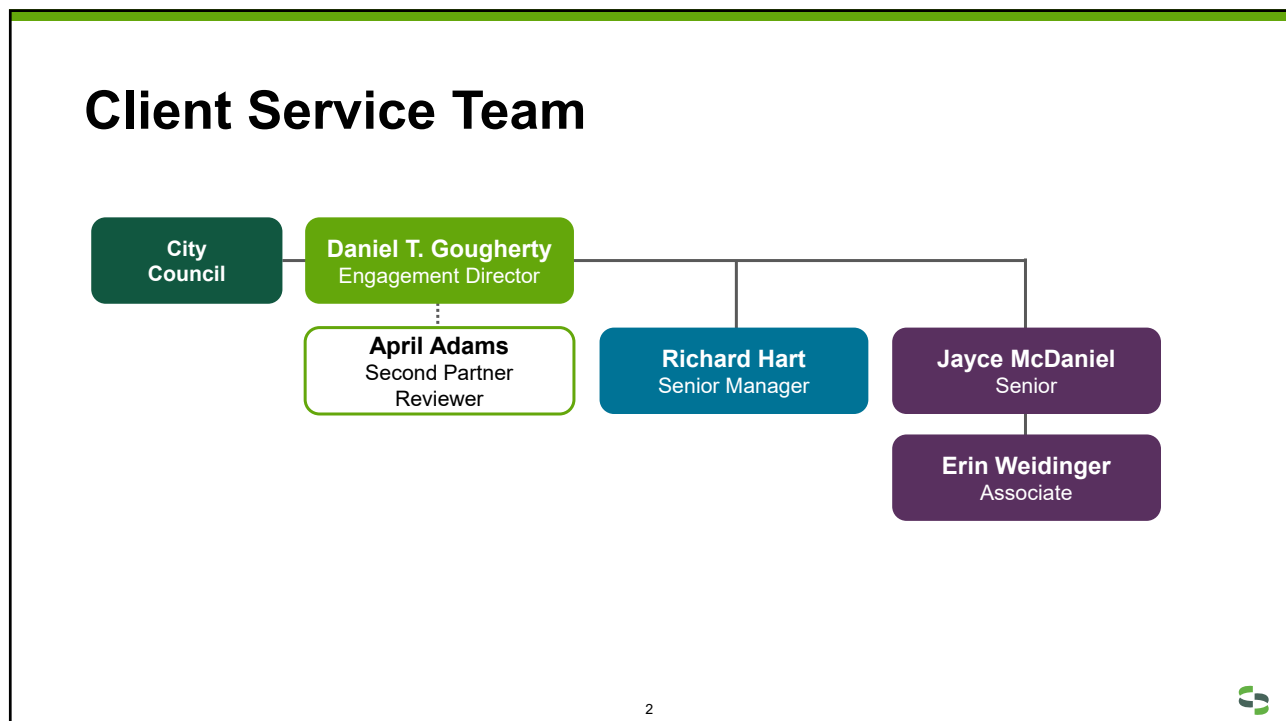 Client Service Team
City
Council
Daniel T. Gougherty
Engagement Director
April Adams
Second Partner
Reviewer
Richard Hart
Senior Manager
Jayce McDaniel
Senior
Erin Weidinger
Associate
2